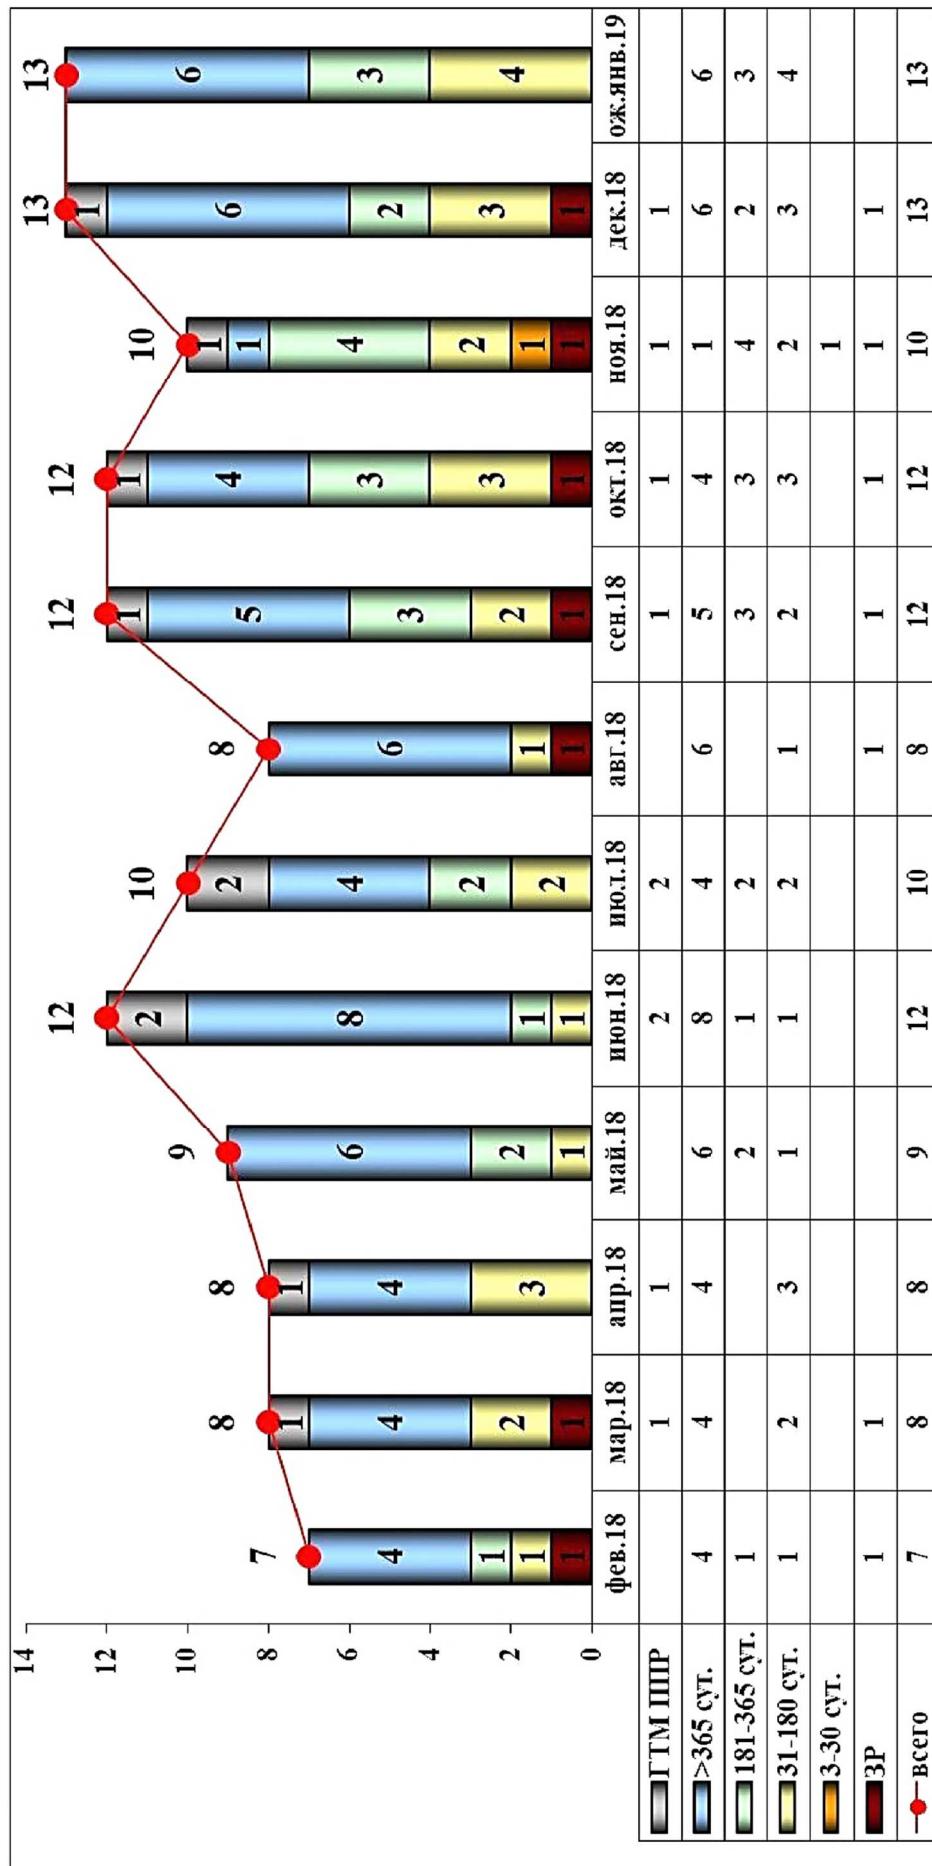 7 8 8 9 12 10 8 12 12 10 13 13
14
12
10
8
6
4
2
0
4 1 1 1
1 4 2 1
1 4 3
6 2 1
2 8 1 1
2 4 2 2
6 1 1
1 5 3 2 1
1 4 3 3 1
1 1 4 2 1 1
1 6 2 3 1
6 3 4
фев.18 мар.18 апр.18 май.18 июн.18 июл.18 авг.18 сен.18 окт.18 ноя.18 дек.18 ож.янв.19
ГТМ ППР 1 1 2 2 1 1 1 1
>365 сут. 4 4 4 6 8 4 6 5 4 1 6 6
181-365 сут. 1 2 1 2 3 3 4 2 3
31-180 сут. 1 2 3 1 1 2 1 2 3 2 3 4
3-30 сут. 1
ЗР 1 1 1 1 1 1 1
всего 7 8 8 9 12 10 8 12 12 10 13 13